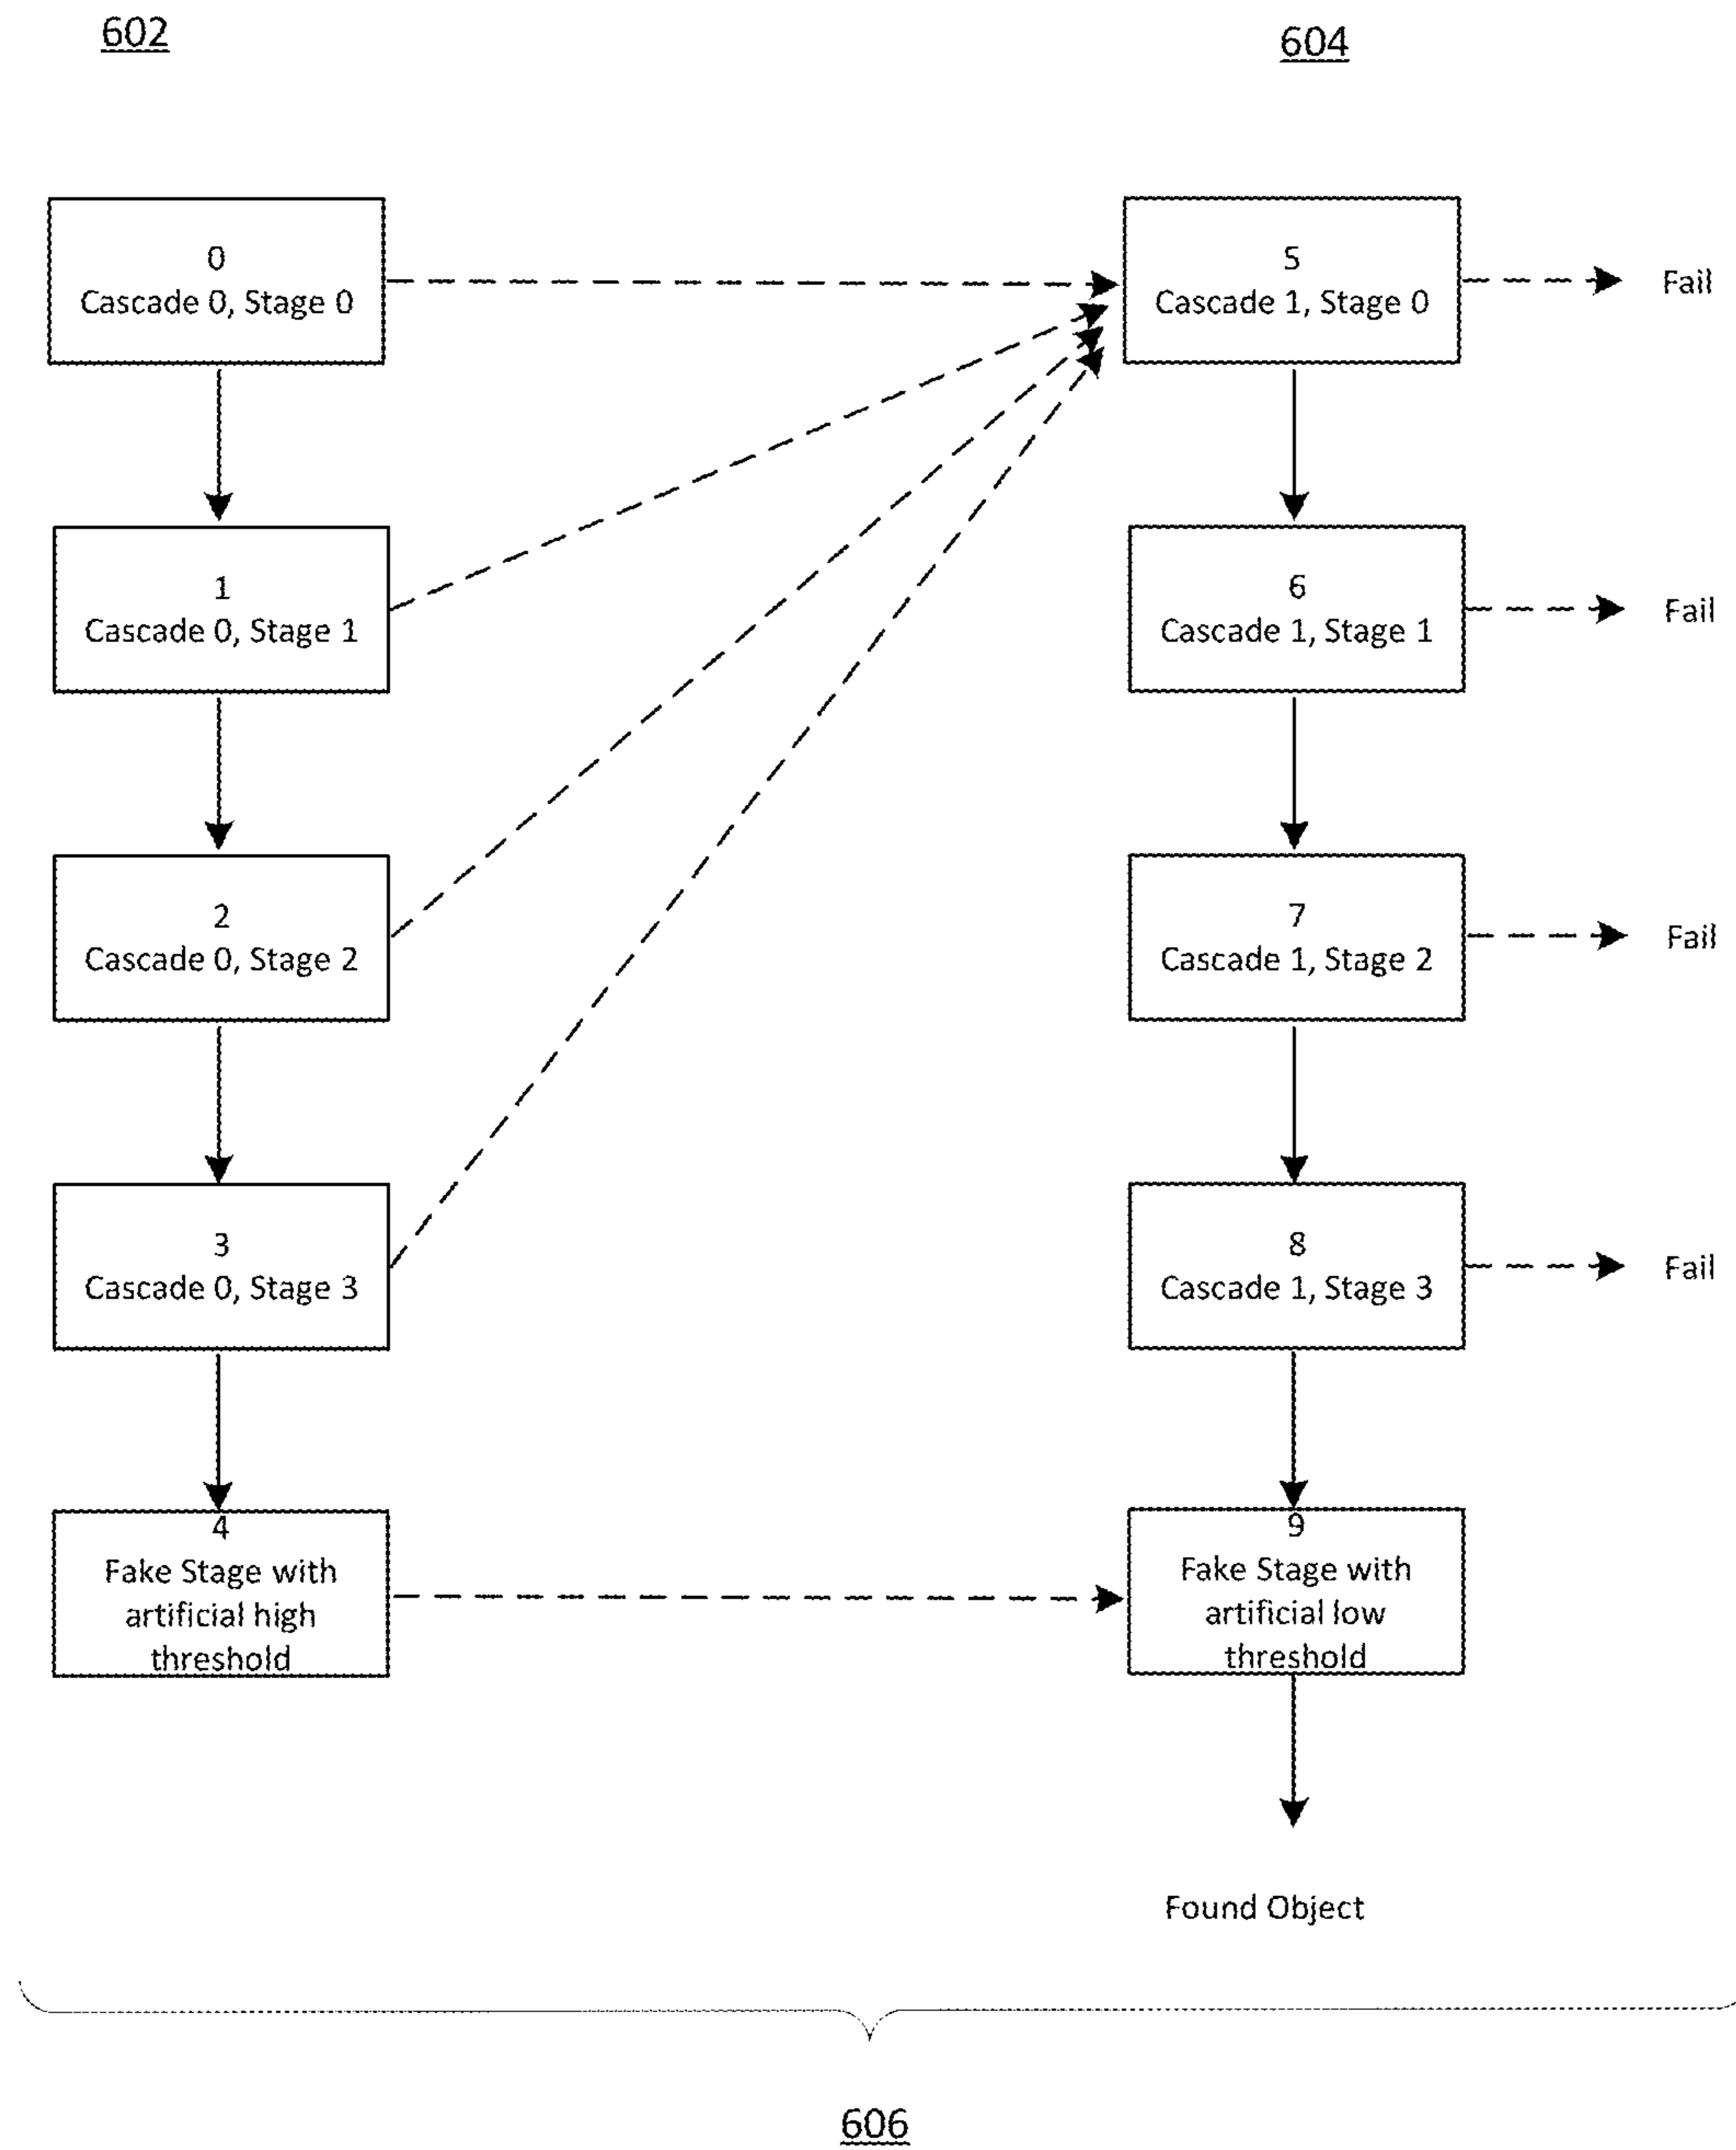 602
604
0
Cascade 0, Stage 0
5
Cascade 1, Stage 0
Fail
1
Cascade 0, Stage 1
6
Cascade 1, Stage 1
Fail
2
Cascade 0, Stage 2
7
Cascade 1, Stage 2
Fail
3
Cascade 0, Stage 3
8
Cascade 1, Stage 3
Fail
4
Fake Stage with
artificial high
threshold
9
Fake Stage with
artificial low
threshold
Found Object
606